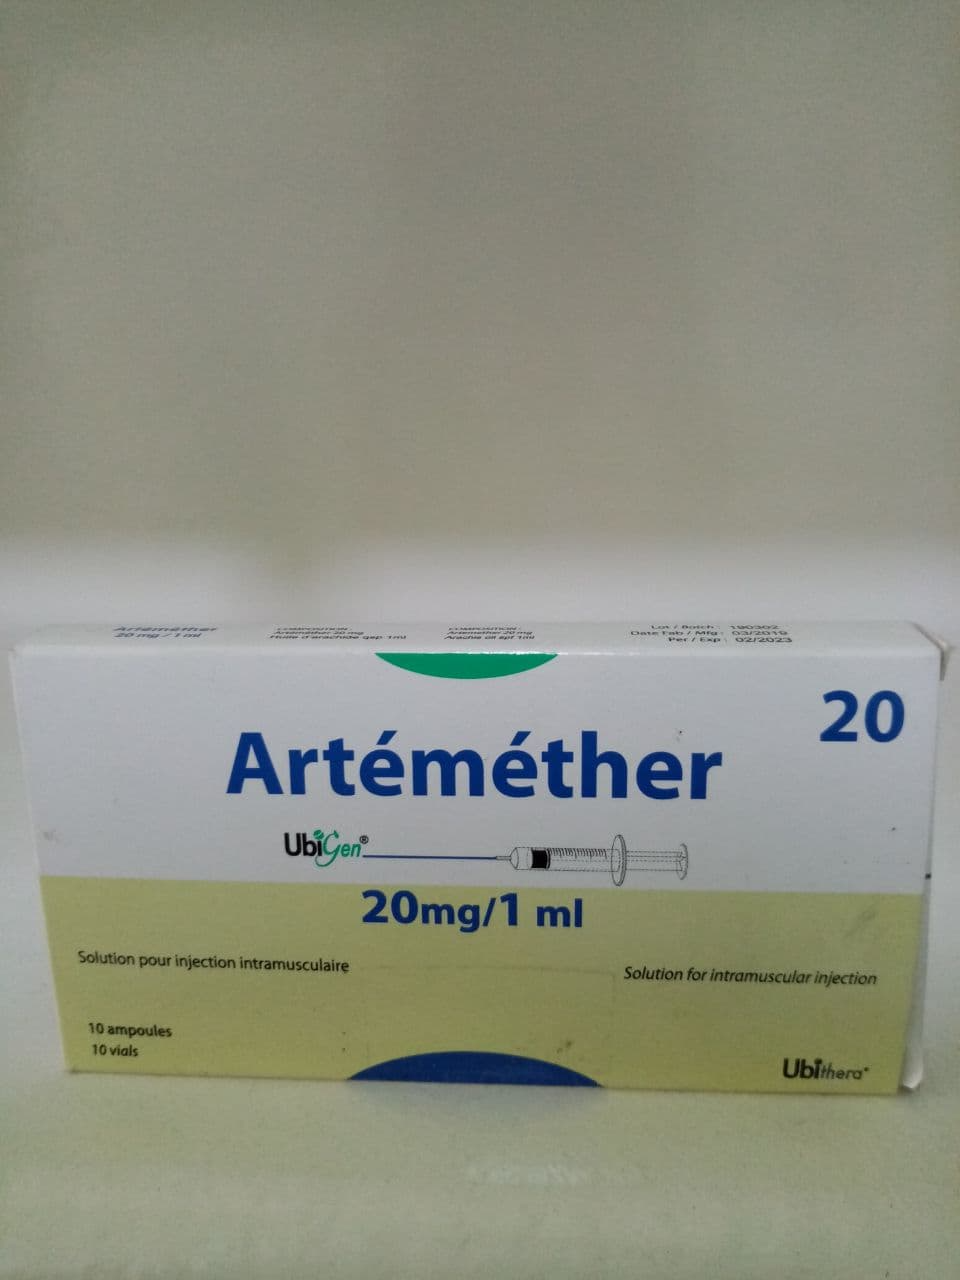 Artéméther
20 mg / 1 ml
COMPOSITION :
Artéméther 20 mg
Huile d'arachide qsp 1ml
COMPOSITION :
Artemether 20 mg
Arachis oil qsf 1ml
Lot / Batch : 190302
Date Fab / Mfg : 03/2019
Per / Exp : 02/2023
20
Artéméther
UbiGen®
20mg/1 ml
Solution pour injection intramusculaire
Solution for intramuscular injection
10 ampoules
10 vials
Ubithera®